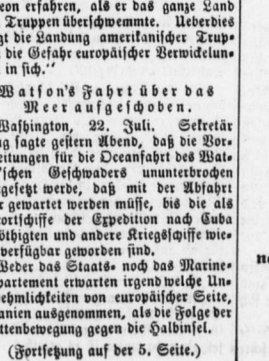 eon erfahren, als er das ganze Land
Truppen überschwemmte. Ueberdies
gt die Landung amerikanischer Trup-
die Gefahr europäischer Verwickelun-
in sich."
Watson's Fahrt über das
Meer aufgeschoben.
Washington, 22. Juli. Sekretär
g sagte gestern Abend, daß die Vor-
eitungen für die Oceanfahrt des Wat-
'schen Geschwaders ununterbrochen
gesetzt werde, daß mit der Abfahrt
r gewartet werden müsse, bis die als
ortschiffe der Expedition nach Cuba
öthigten und andere Kriegsschiffe wie-
verfügbar geworden sind.
Weder das Staats- noch das Marine-
partement erwarten irgend welche Un-
ehmlichkeiten von europäischer Seite,
anien ausgenommen, als die Folge der
ttenbewegung gegen die Halbinsel.
(Fortsetzung auf der 5. Seite.)